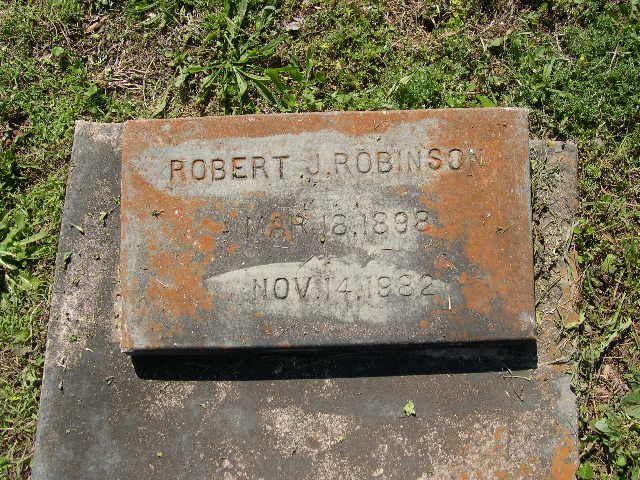 ROBERT J. ROBINSON
MAR. 18, 1898
NOV. 14, 1982